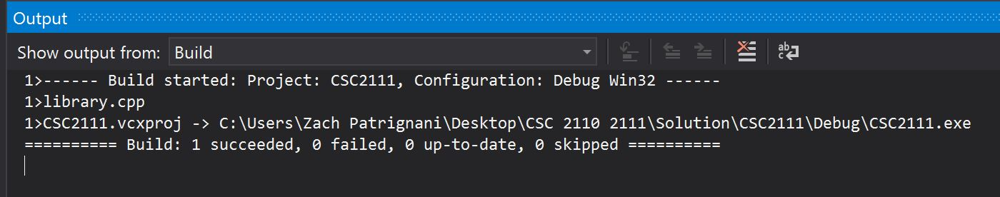 Output
Show output from: Build
1>------ Build started: Project: CSC2111, Configuration: Debug Win32 ------
1>library.cpp
1>CSC2111.vcxproj -> C:\Users\Zach Patrignani\Desktop\CSC 2110 2111\Solution\CSC2111\Debug\CSC2111.exe
========== Build: 1 succeeded, 0 failed, 0 up-to-date, 0 skipped ==========